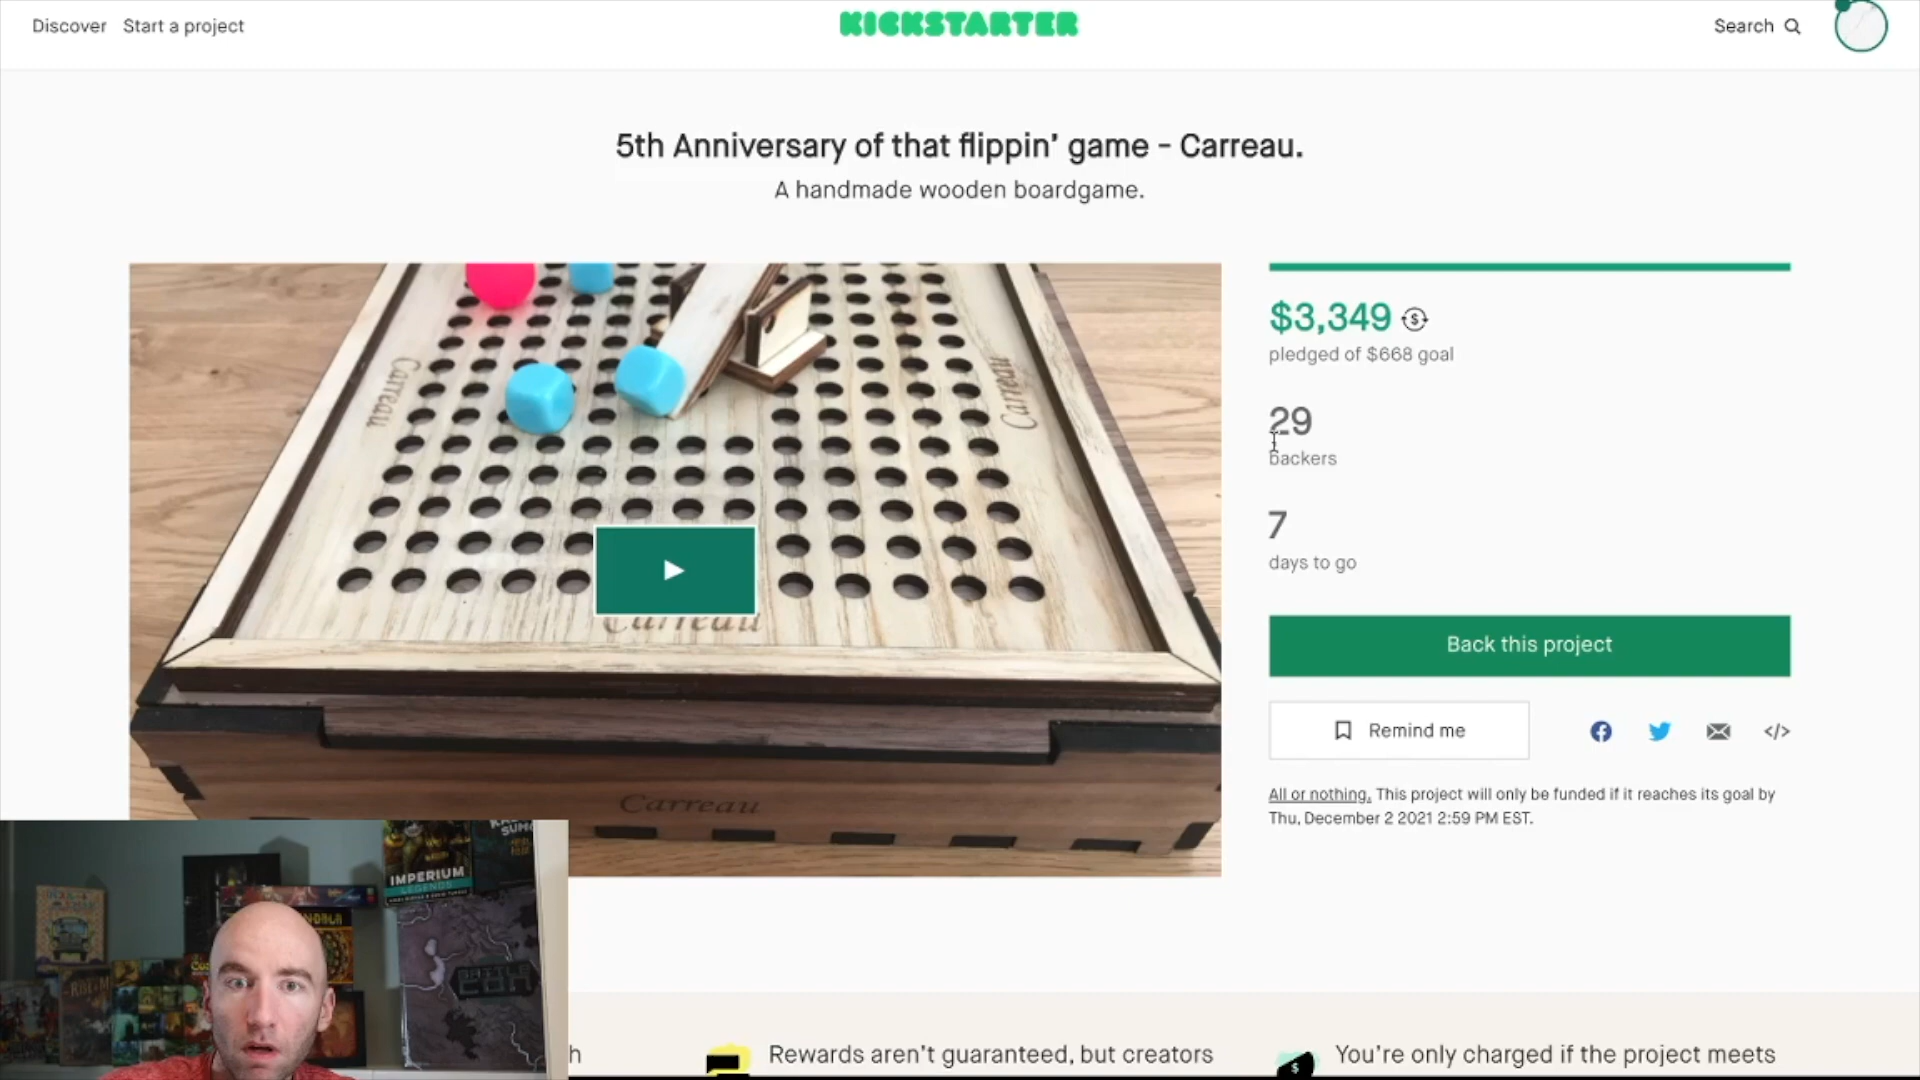 Discover Start a project
KICKSTARTER
Search
5th Anniversary of that flippin' game - Carreau.
A handmade wooden boardgame.
Carreau
Carreau
Carreau
Carreau
$3,349
pledged of $668 goal
29
backers
7
days to go
Back this project
Remind me
All or nothing. This project will only be funded if it reaches its goal by
Thu, December 2 2021 2:59 PM EST.
IMPERIUM
LEGENDS
h
Rewards aren't guaranteed, but creators
You're only charged if the project meets